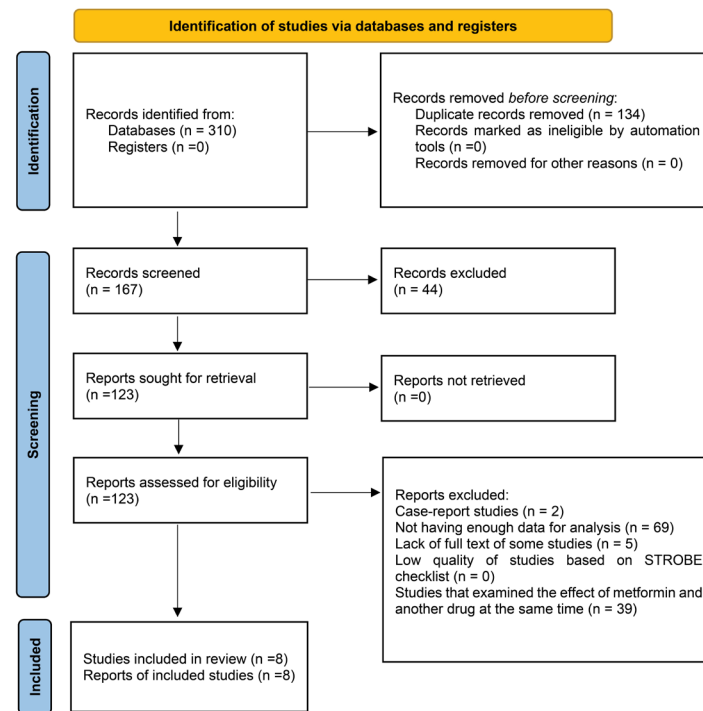 Identification of studies via databases and registers
Identification
Records identified from:
Databases (n = 310)
Registers (n =0)
Records removed before screening:
Duplicate records removed (n = 134)
Records marked as ineligible by automation
tools (n =0)
Records removed for other reasons (n = 0)
Screening
Records screened
(n = 167)
Records excluded
(n = 44)
Reports sought for retrieval
(n =123)
Reports not retrieved
(n =0)
Reports assessed for eligibility
(n =123)
Reports excluded:
Case-report studies (n = 2)
Not having enough data for analysis (n = 69)
Lack of full text of some studies (n = 5)
Low quality of studies based on STROBE
checklist (n = 0)
Studies that examined the effect of metformin and
another drug at the same time (n = 39)
Included
Studies included in review (n =8)
Reports of included studies (n =8)